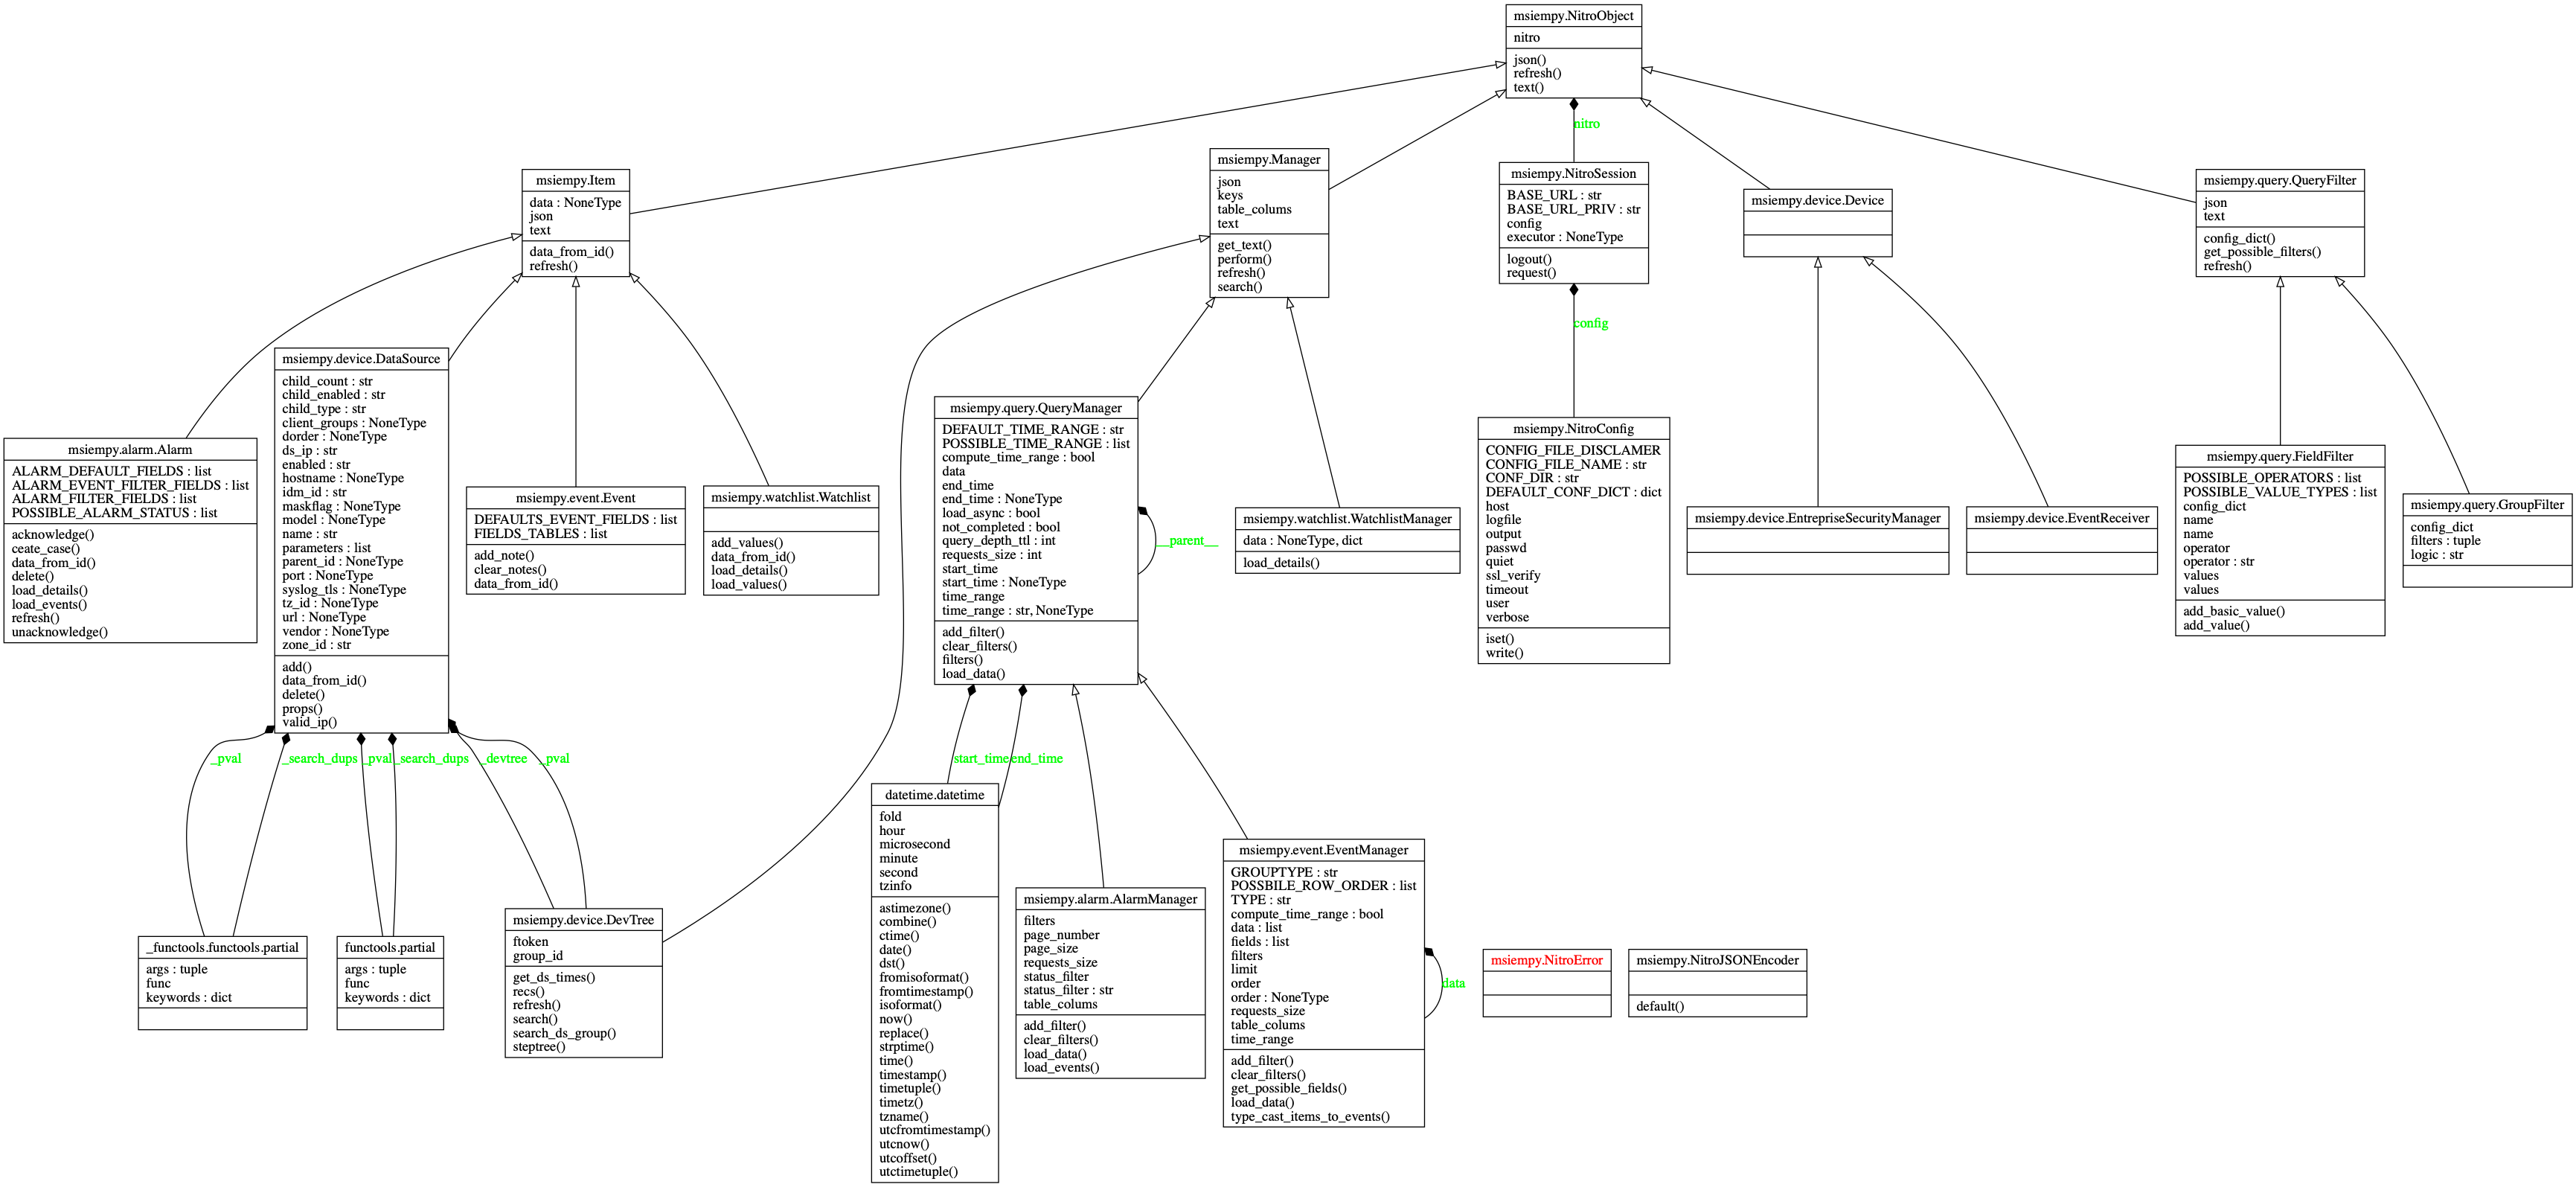 msiempy.NitroObject
nitro
json()
refresh()
text()
nitro
msiempy.Item
data : NoneType
json
text
data_from_id()
refresh()
msiempy.Manager
json
keys
table_colums
text
get_text()
perform()
refresh()
search()
msiempy.NitroSession
BASE_URL : str
BASE_URL_PRIV : str
config
executor : NoneType
logout()
request()
msiempy.device.Device
msiempy.query.QueryFilter
json
text
config_dict()
get_possible_filters()
refresh()
config
msiempy.alarm.Alarm
ALARM_DEFAULT_FIELDS : list
ALARM_EVENT_FILTER_FIELDS : list
ALARM_FILTER_FIELDS : list
POSSIBLE_ALARM_STATUS : list
acknowledge()
ceate_case()
data_from_id()
delete()
load_details()
load_events()
refresh()
unacknowledge()
msiempy.device.DataSource
child_count : str
child_enabled : str
child_type : str
client_groups : NoneType
dorder : NoneType
ds_ip : str
enabled : str
hostname : NoneType
idm_id : str
maskflag : NoneType
model : NoneType
name : str
parameters : list
parent_id : NoneType
port : NoneType
syslog_tls : NoneType
tz_id : NoneType
url : NoneType
vendor : NoneType
zone_id : str
add()
data_from_id()
delete()
props()
valid_ip()
msiempy.event.Event
DEFAULTS_EVENT_FIELDS : list
FIELDS_TABLES : list
add_note()
clear_notes()
data_from_id()
msiempy.watchlist.Watchlist
add_values()
data_from_id()
load_details()
load_values()
msiempy.query.QueryManager
DEFAULT_TIME_RANGE : str
POSSIBLE_TIME_RANGE : list
compute_time_range : bool
data
end_time
end_time : NoneType
load_async : bool
not_completed : bool
query_depth_ttl : int
requests_size : int
start_time
start_time : NoneType
time_range
time_range : str, NoneType
add_filter()
clear_filters()
filters()
load_data()
__parent__
msiempy.watchlist.WatchlistManager
data : NoneType, dict
load_details()
msiempy.NitroConfig
CONFIG_FILE_DISCLAMER
CONFIG_FILE_NAME : str
CONF_DIR : str
DEFAULT_CONF_DICT : dict
host
logfile
output
passwd
quiet
ssl_verify
timeout
user
verbose
iset()
write()
msiempy.device.EntrepriseSecurityManager
msiempy.device.EventReceiver
msiempy.query.FieldFilter
POSSIBLE_OPERATORS : list
POSSIBLE_VALUE_TYPES : list
config_dict
name
name
operator
operator : str
values
values
add_basic_value()
add_value()
msiempy.query.GroupFilter
config_dict
filters : tuple
logic : str
_pval
_search_dups
_pval
_search_dups
_devtree
_pval
start_time
end_time
_functools.functools.partial
args : tuple
func
keywords : dict
functools.partial
args : tuple
func
keywords : dict
msiempy.device.DevTree
ftoken
group_id
get_ds_times()
recs()
refresh()
search()
search_ds_group()
steptree()
datetime.datetime
fold
hour
microsecond
minute
second
tzinfo
astimezone()
combine()
ctime()
date()
dst()
fromisoformat()
fromtimestamp()
isoformat()
now()
replace()
strptime()
time()
timestamp()
timetuple()
timetz()
tzname()
utcfromtimestamp()
utcnow()
utcoffset()
utctimetuple()
msiempy.alarm.AlarmManager
filters
page_number
page_size
requests_size
status_filter
status_filter : str
table_colums
add_filter()
clear_filters()
load_data()
load_events()
msiempy.event.EventManager
GROUPTYPE : str
POSSBILE_ROW_ORDER : list
TYPE : str
compute_time_range : bool
data : list
fields : list
filters
limit
order
order : NoneType
requests_size
table_colums
time_range
add_filter()
clear_filters()
get_possible_fields()
load_data()
type_cast_items_to_events()
data
msiempy.NitroError
msiempy.NitroJSONEncoder
default()